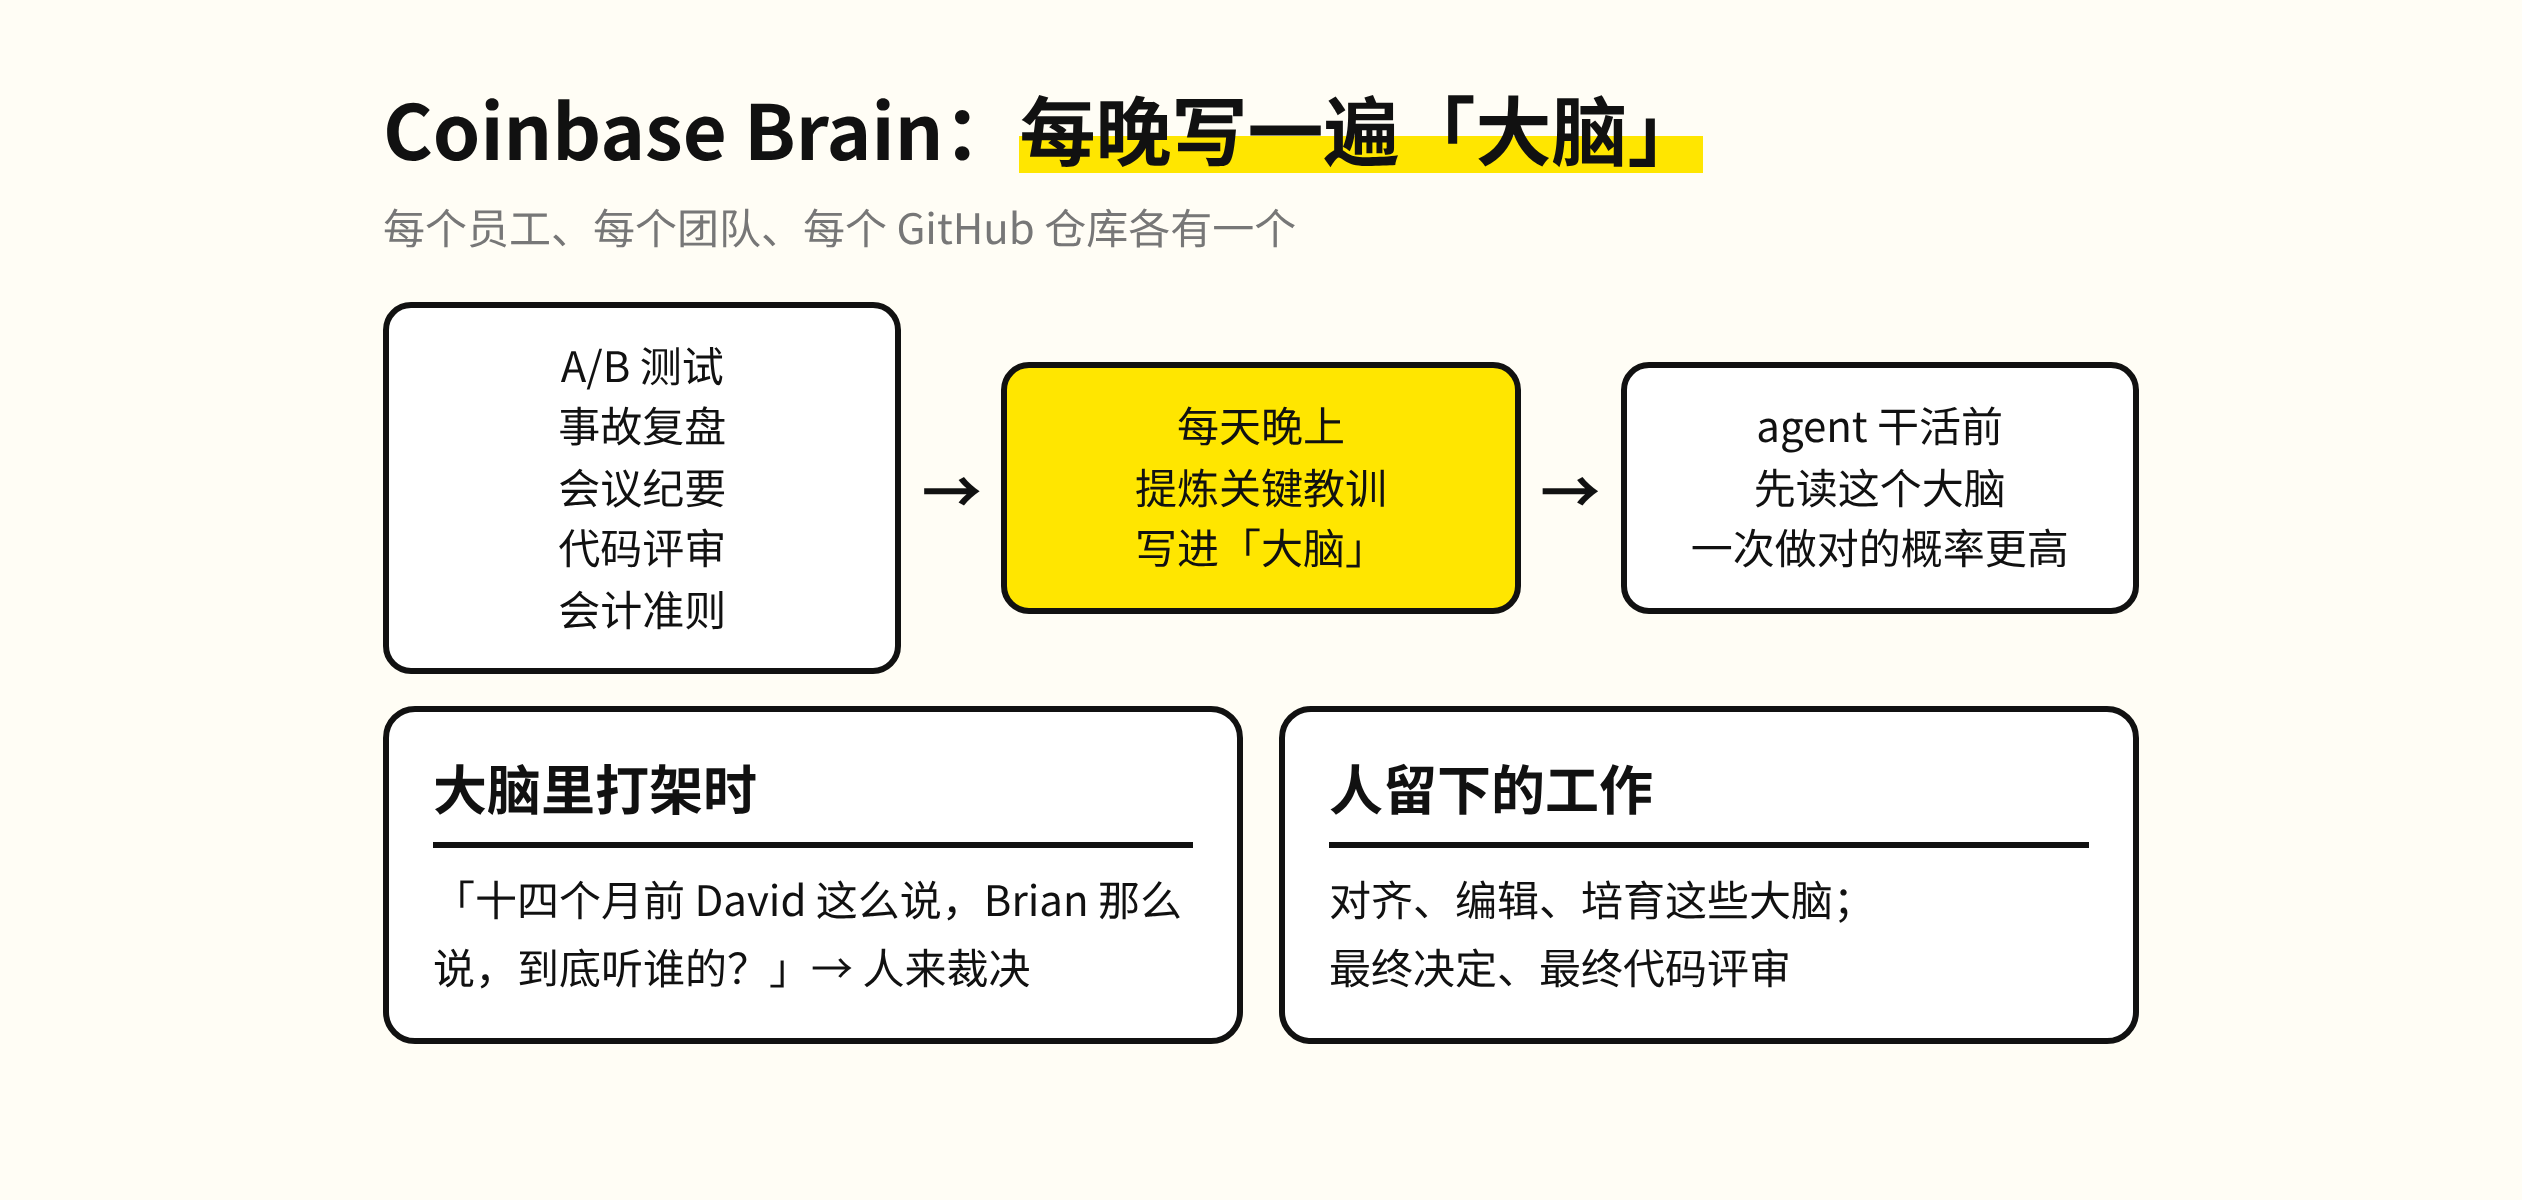 Coinbase Brain：每晚写一遍「大脑」
每个员工、每个团队、每个 GitHub 仓库各有一个
A/B 测试
事故复盘
会议纪要
代码评审
会计准则
→
每天晚上
提炼关键教训
写进「大脑」
→
agent 干活前
先读这个大脑
一次做对的概率更高
大脑里打架时
「十四个月前 David 这么说，Brian 那么
说，到底听谁的？」→ 人来裁决
人留下的工作
对齐、编辑、培育这些大脑；
最终决定、最终代码评审